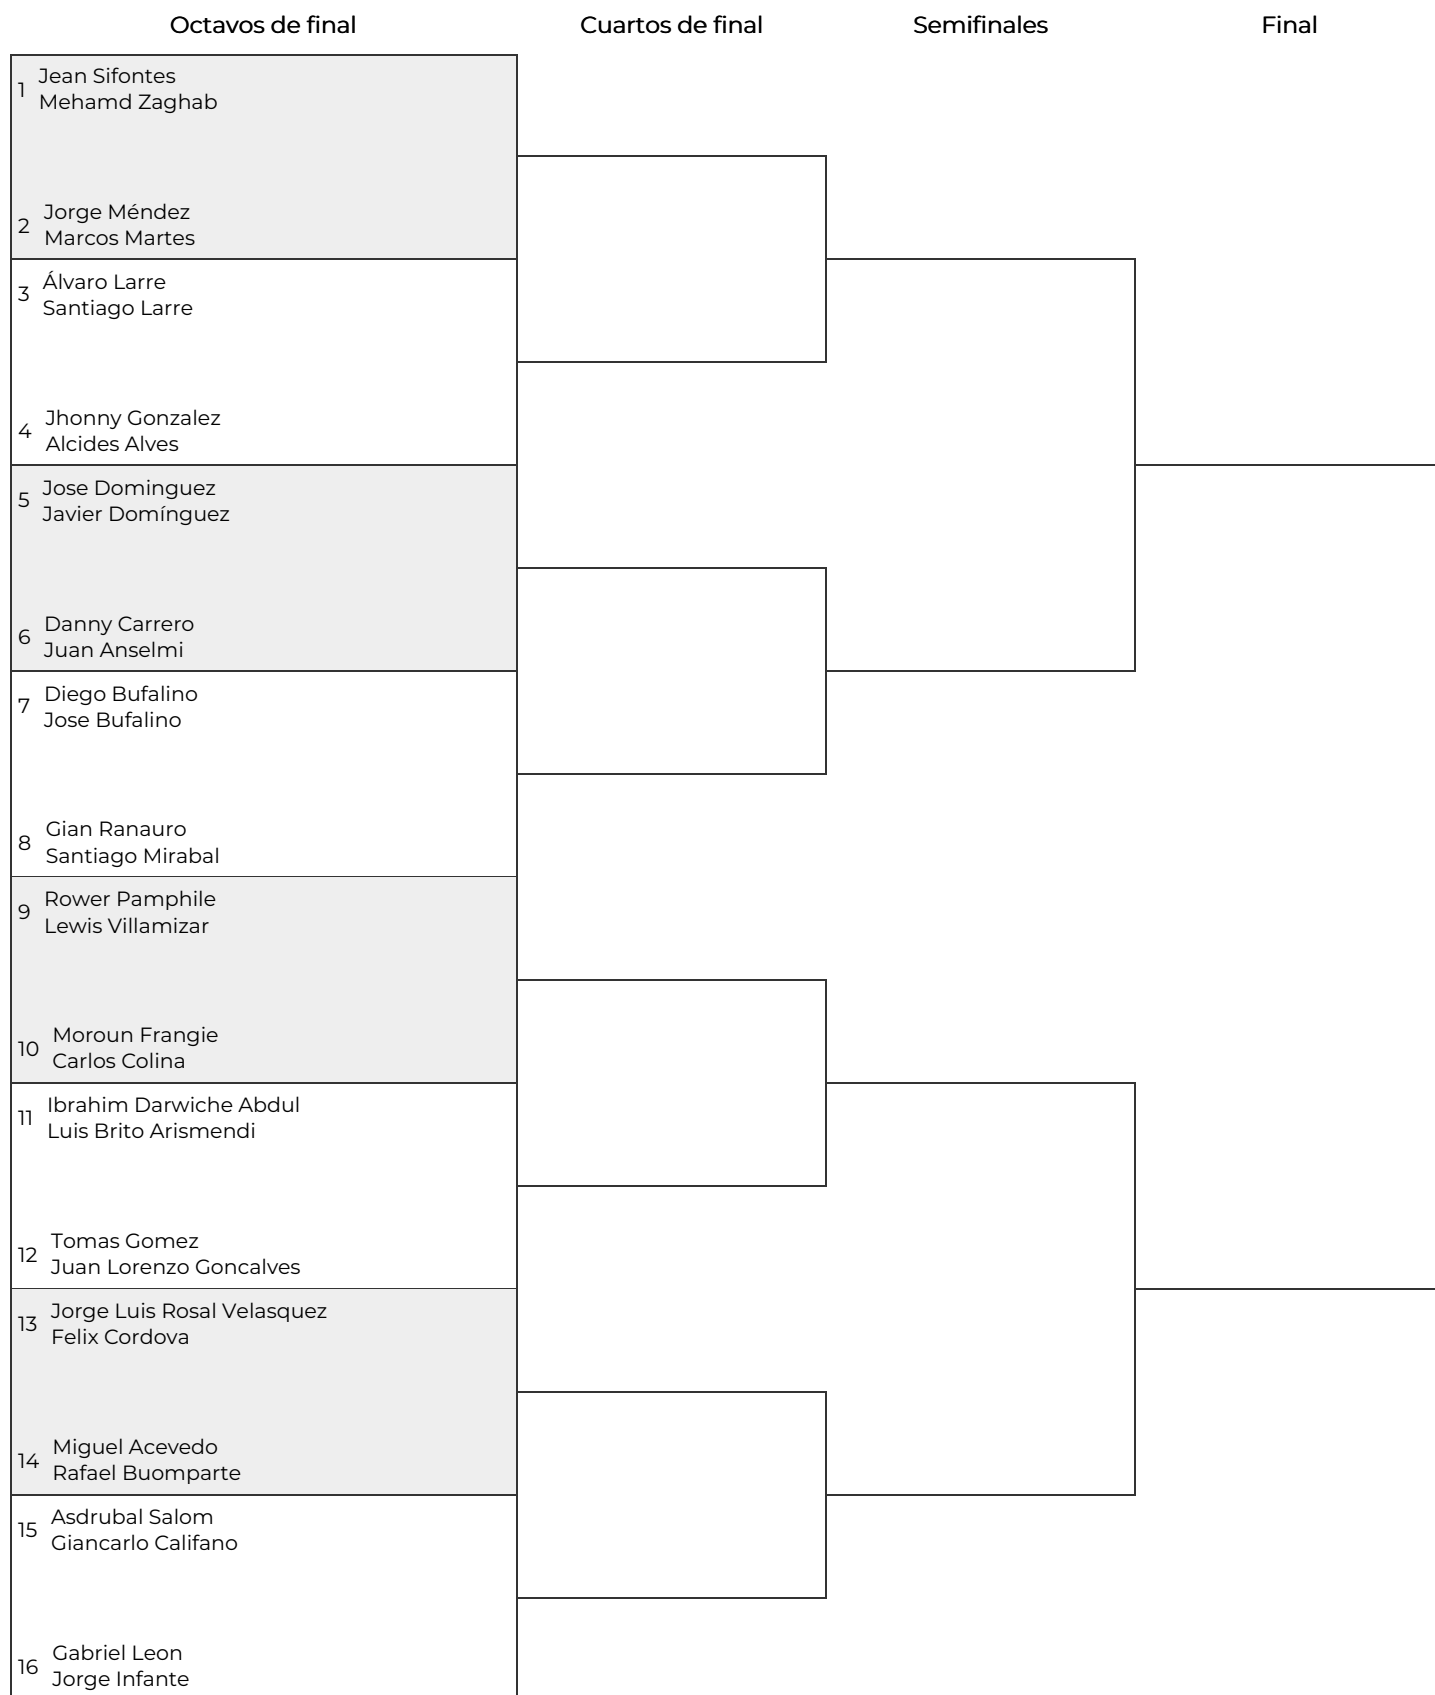 Octavos de final
Cuartos de final
Semifinales
Final
1
Jean Sifontes
Mehamd Zaghab
2
Jorge Méndez
Marcos Martes
3
Álvaro Larre
Santiago Larre
4
Jhonny Gonzalez
Alcides Alves
5
Jose Dominguez
Javier Domínguez
6
Danny Carrero
Juan Anselmi
7
Diego Bufalino
Jose Bufalino
8
Gian Ranauro
Santiago Mirabal
9
Rower Pamphile
Lewis Villamizar
10
Moroun Frangie
Carlos Colina
11
Ibrahim Darwiche Abdul
Luis Brito Arismendi
12
Tomas Gomez
Juan Lorenzo Goncalves
13
Jorge Luis Rosal Velasquez
Felix Cordova
14
Miguel Acevedo
Rafael Buomparte
15
Asdrubal Salom
Giancarlo Califano
16
Gabriel Leon
Jorge Infante